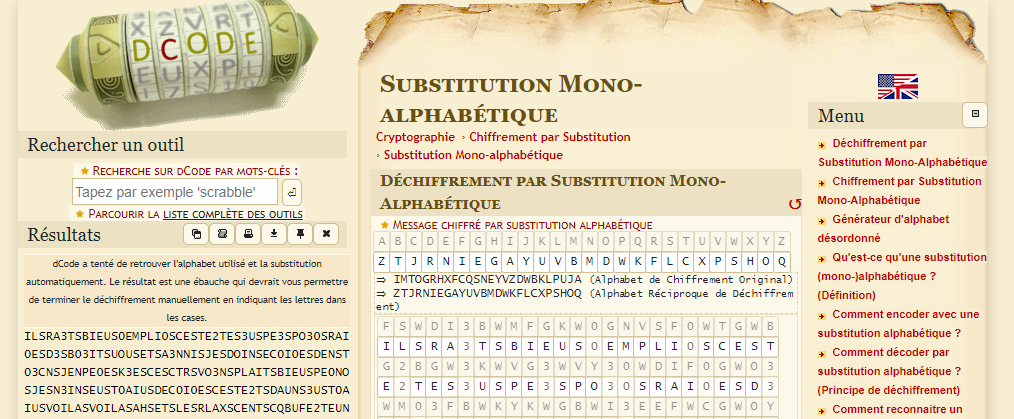 DCODE
Rechercher un outil
★ Recherche sur dCode par mots-clés :
Tapez par exemple 'scrabble'
★ Parcourir la liste complète des outils
Résultats
dCode a tenté de retrouver l'alphabet utilisé et la substitution
automatiquement. Le résultat est une ébauche qui devrait vous permettre
de terminer le déchiffrement manuellement en indiquant les lettres dans
les cases.
ILSRA3TSBIEUSOEMPLIOSCESTE2TES3USPE3SPO3OSRAI
OESD3SBO3ITSUOUSETSA3NNISJESDOINSECOIOESDENST
O3CNSJENPE0ESK3ESCESCTRSVO3NSPLAITSBIEUSPEONO
SJESN3INSEUST0AIUSDECOIOESCESTE2TSDAUNS3UST0A
IUSVOILASVOILASAHSETSLESRLAXSCENTSCQBUFE2TEUN
Substitution Mono-
alphabétique
Cryptographie › Chiffrement par Substitution
› Substitution Mono-alphabétique
Déchiffrement par Substitution Mono-
Alphabétique
★ Message chiffré par substitution alphabétique
A B C D E F G H I J K L M N O P Q R S T U V W X Y Z
Z T J R N I E G A Y U V B M D W K F L C X P S H O Q
⇒ IMTOGRHXFCQSNEYVZDWBKLPUJA (Alphabet de Chiffrement Original)
⇒ ZTJRNIEGAYUVBMDWKFLCXPSHOQ (Alphabet Réciproque de Déchiffrem
ent)
F S W D I 3 B W M F G K W O G N V S F O W T G W B
I L S R A 3 T S B I E U S O E M P L I O S C E S T
G 2 B G W 3 K W V G 3 W V Y 3 O W D I F O G W O 3
E 2 T E S 3 U S P E 3 S P O 3 O S R A I O E S D 3
W M O 3 F B W K Y K W G B W I 3 E E F W C G W O Y
Menu
Déchiffrement par
Substitution Mono-Alphabétique
Chiffrement par Substitution
Mono-Alphabétique
Générateur d'alphabet
désordonné
Qu'est-ce qu'une substitution
(mono-)alphabétique ?
(Définition)
Comment encoder avec une
substitution alphabétique ?
Comment décoder par
substitution alphabétique ?
(Principe de déchiffrement)
Comment reconnaitre un